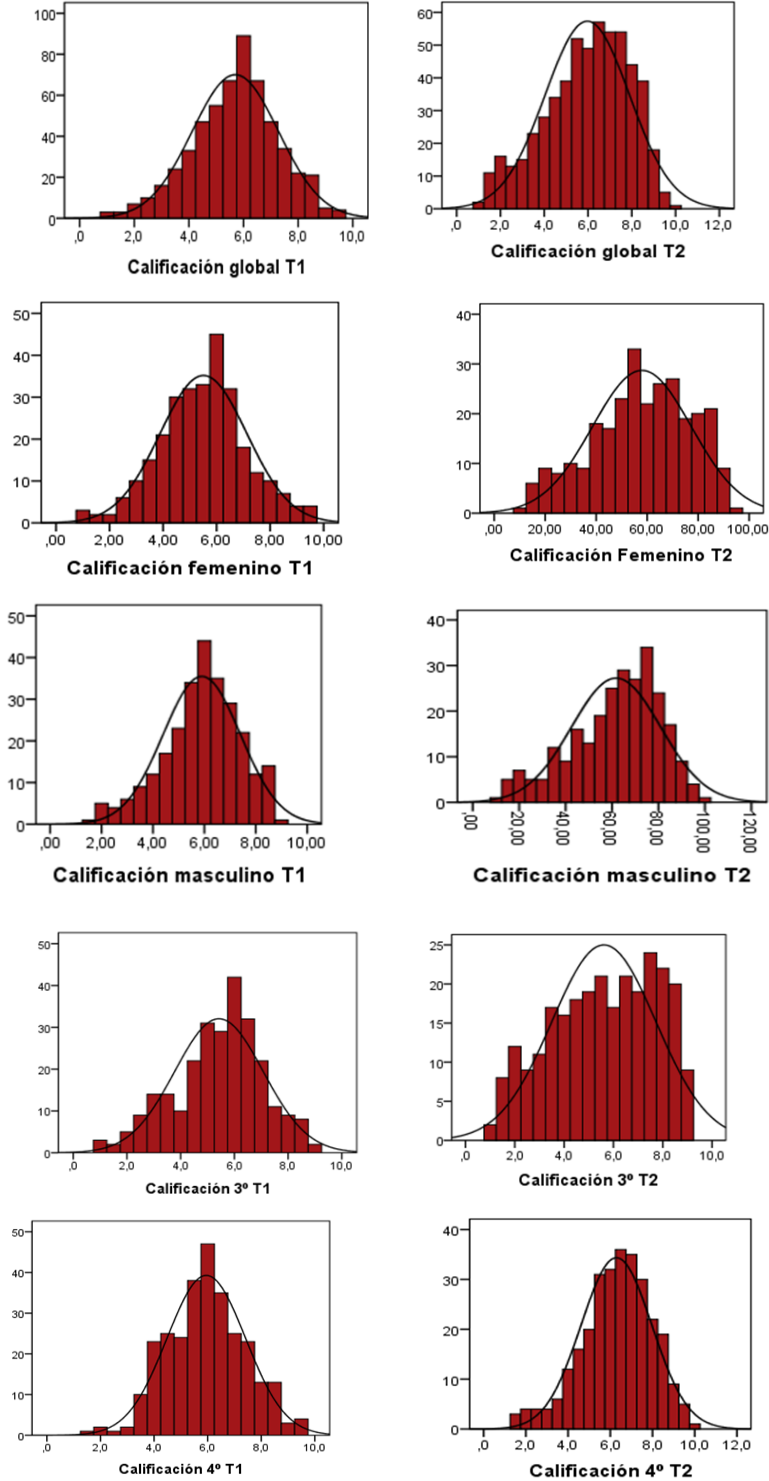 100
80
60
40
20
0
,0 2,0 4,0 6,0 8,0 10,0
Calificación global T1
60
50
40
30
20
10
0
,0 2,0 4,0 6,0 8,0 10,0 12,0
Calificación global T2
50
40
30
20
10
0
,00 2,00 4,00 6,00 8,00 10,00
Calificación femenino T1
40
30
20
10
0
,00 20,00 40,00 60,00 80,00 100,00
Calificación Femenino T2
50
40
30
20
10
0
,00 2,00 4,00 6,00 8,00 10,00
Calificación masculino T1
40
30
20
10
0
,00 20,00 40,00 60,00 80,00 100,00 120,00
Calificación masculino T2
50
40
30
20
10
0
,0 2,0 4,0 6,0 8,0 10,0
Calificación 3º T1
25
20
15
10
5
0
,0 2,0 4,0 6,0 8,0 10,0
Calificación 3º T2
50
40
30
20
10
0
,0 2,0 4,0 6,0 8,0 10,0
Calificación 4º T1
40
30
20
10
0
,0 2,0 4,0 6,0 8,0 10,0 12,0
Calificación 4º T2